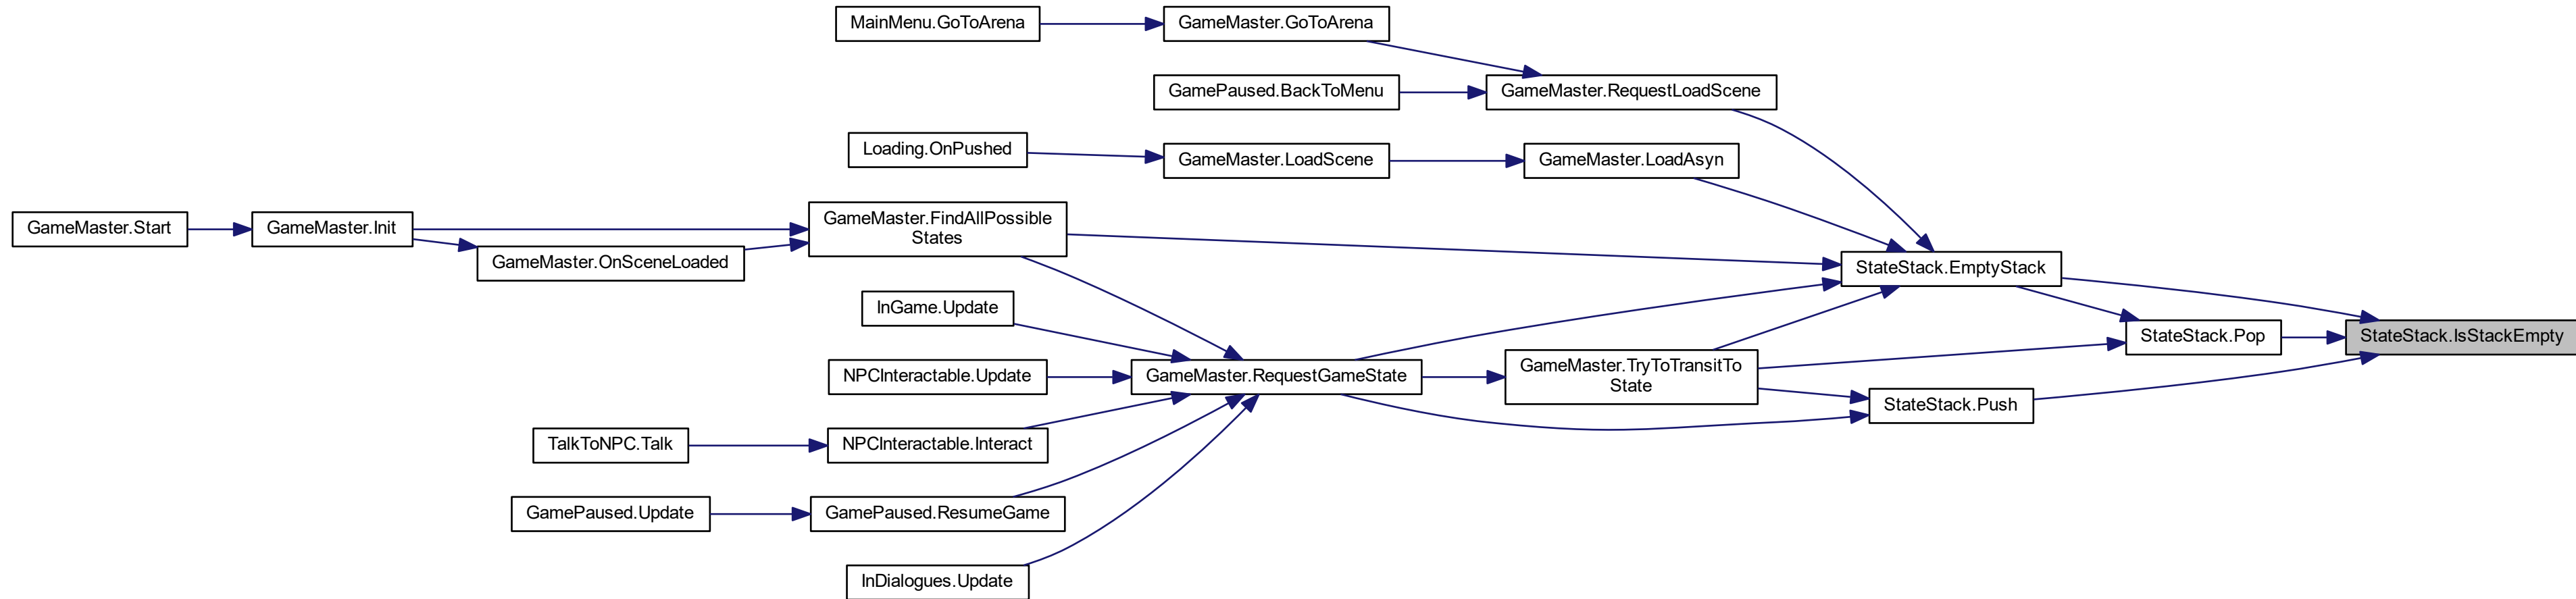 MainMenu.GoToArena
GameMaster.GoToArena
GamePaused.BackToMenu
GameMaster.RequestLoadScene
Loading.OnPushed
GameMaster.LoadScene
GameMaster.LoadAsyn
GameMaster.Start
GameMaster.Init
GameMaster.OnSceneLoaded
GameMaster.FindAllPossible
States
StateStack.EmptyStack
InGame.Update
StateStack.Pop
StateStack.IsStackEmpty
NPCInteractable.Update
GameMaster.RequestGameState
GameMaster.TryToTransitTo
State
StateStack.Push
TalkToNPC.Talk
NPCInteractable.Interact
GamePaused.Update
GamePaused.ResumeGame
InDialogues.Update